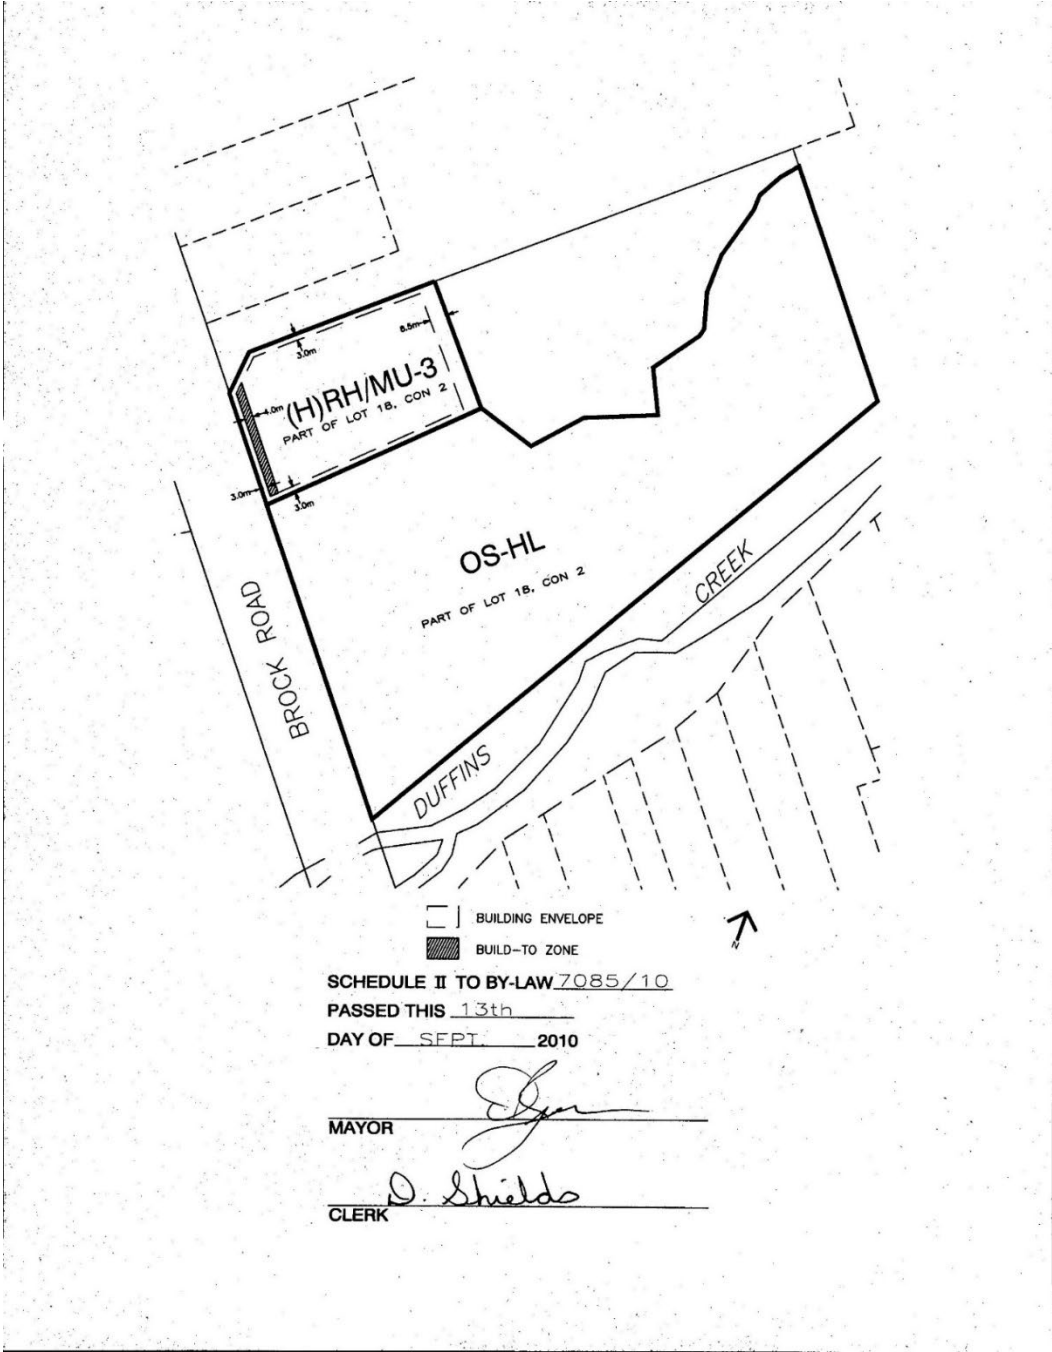 3.0m
6.5m
4.0m
(H)RH/MU-3
PART OF LOT 18, CON 2
3.0m
3.0m
OS-HL
PART OF LOT 18, CON 2
BROCK ROAD
DUFFINS CREEK
N
BUILDING ENVELOPE
BUILD-TO ZONE
SCHEDULE II TO BY-LAW 7085/10
PASSED THIS 13th
DAY OF SEPT. 2010
MAYOR
D. Shields
CLERK